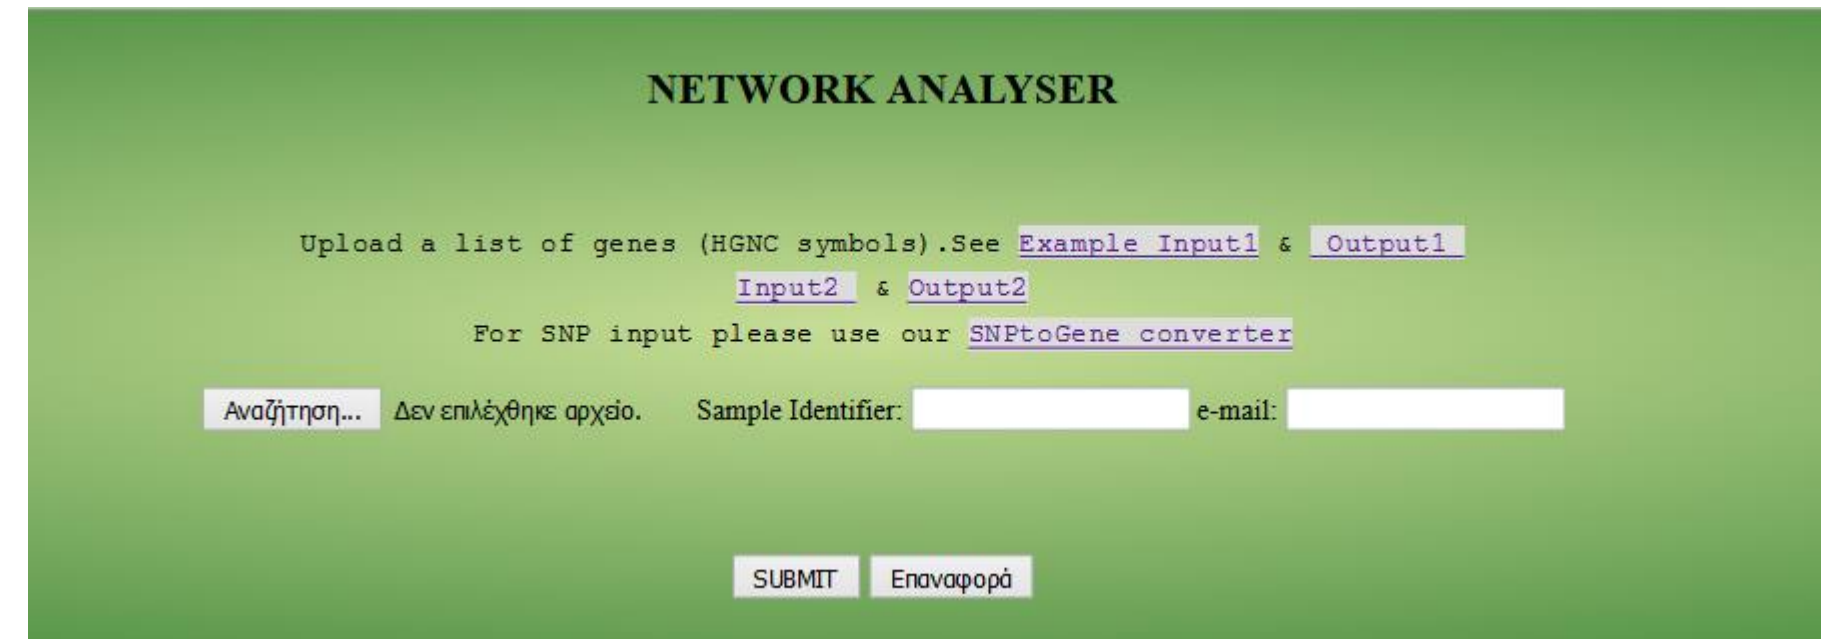 NETWORK ANALYSER
Upload a list of genes (HGNC symbols).See Example Input1 & Output1
Input2 & Output2
For SNP input please use our SNPtoGene converter
Αναζήτηση... Δεν επιλέχθηκε αρχείο. Sample Identifier: e-mail:
SUBMIT Επαναφορά